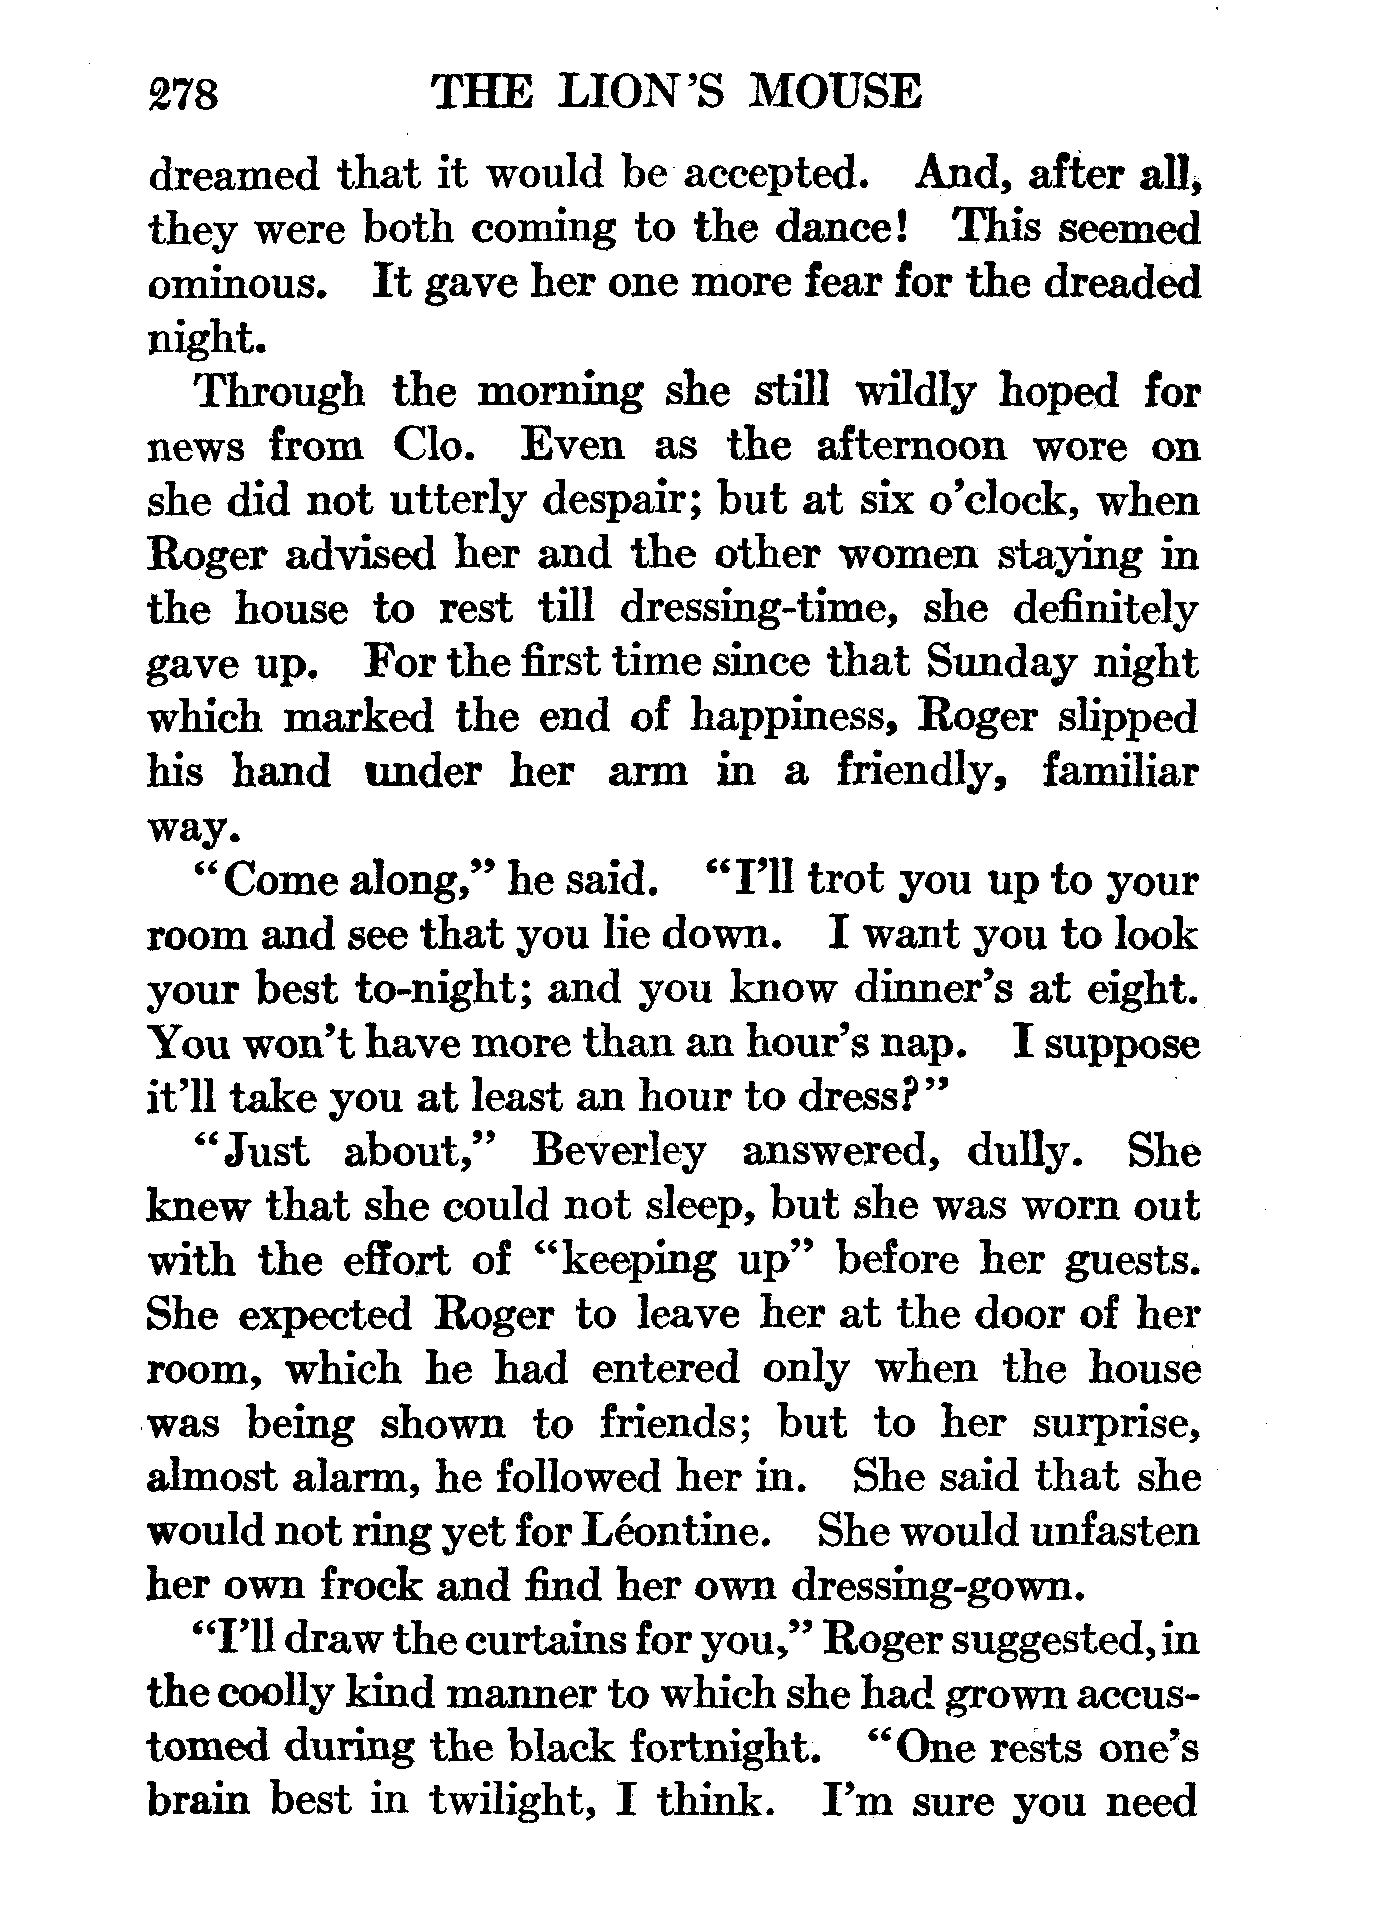 278 THE LION'S MOUSE
dreamed that it would be accepted. And, after all,
they were both coming to the dance! This seemed
ominous. It gave her one more fear for the dreaded
night.
Through the morning she still wildly hoped for
news from Clo. Even as the afternoon wore on
she did not utterly despair; but at six o'clock, when
Roger advised her and the other women staying in
the house to rest till dressing-time, she definitely
gave up. For the first time since that Sunday night
which marked the end of happiness, Roger slipped
his hand under her arm in a friendly, familiar
way.
"Come along," he said. "I'll trot you up to your
room and see that you lie down. I want you to look
your best to-night; and you know dinner's at eight.
You won't have more than an hour's nap. I suppose
it'll take you at least an hour to dress?"
"Just about," Beverley answered, dully. She
knew that she could not sleep, but she was worn out
with the effort of "keeping up" before her guests.
She expected Roger to leave her at the door of her
room, which he had entered only when the house
was being shown to friends; but to her surprise,
almost alarm, he followed her in. She said that she
would not ring yet for Léontine. She would unfasten
her own frock and find her own dressing-gown.
"I'll draw the curtains for you," Roger suggested, in
the coolly kind manner to which she had grown accus-
tomed during the black fortnight. "One rests one's
brain best in twilight, I think. I'm sure you need